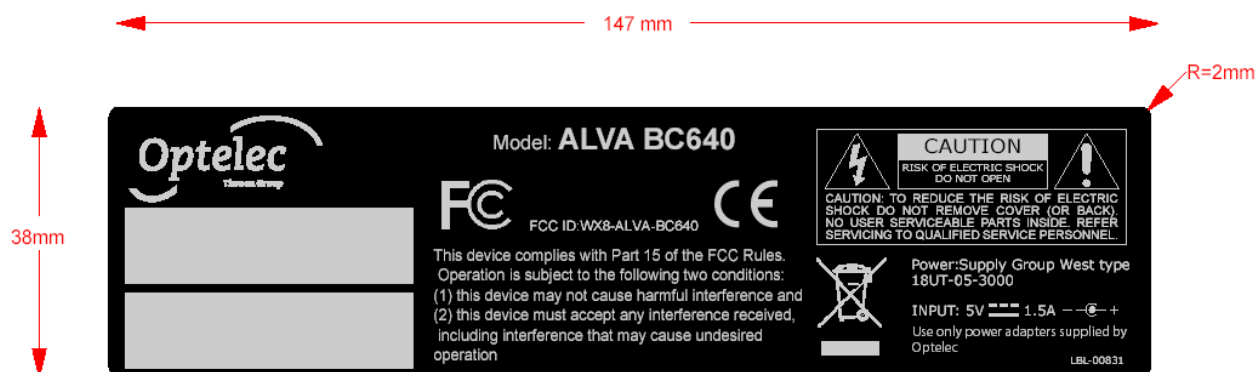 147 mm
R=2mm
38mm
Optelec
Tieman Group
Model: ALVA BC640
FC
FCC ID:WX8-ALVA-BC640
CE
This device complies with Part 15 of the FCC Rules.
Operation is subject to the following two conditions:
(1) this device may not cause harmful interference and
(2) this device must accept any interference received,
including interference that may cause undesired
operation
CAUTION
RISK OF ELECTRIC SHOCK
DO NOT OPEN
CAUTION: TO REDUCE THE RISK OF ELECTRIC
SHOCK DO NOT REMOVE COVER (OR BACK).
NO USER SERVICEABLE PARTS INSIDE. REFER
SERVICING TO QUALIFIED SERVICE PERSONNEL.
Power:Supply Group West type
18UT-05-3000
INPUT: 5V 1.5A
Use only power adapters supplied by
Optelec
LBL-00831